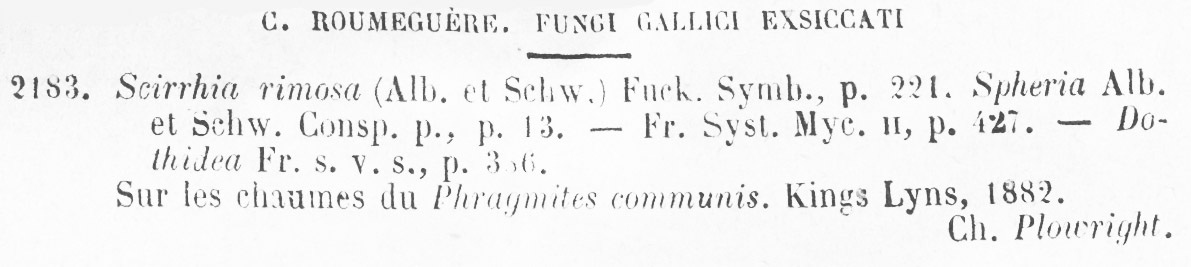 C. ROUMEGUÈRE. FUNGI GALLICI EXSICCATI
2183. Scirrhia rimosa (Alb. et Schw.) Fuck. Symb., p. 221. Spheria Alb.
et Schw. Consp. p., p. 13. — Fr. Syst. Myc. II, p. 427. — Do-
thidea Fr. s. v. s., p.
Sur les chaumes du Phragmites communis. Kings Lyns, 1882.
Ch. Plowright.